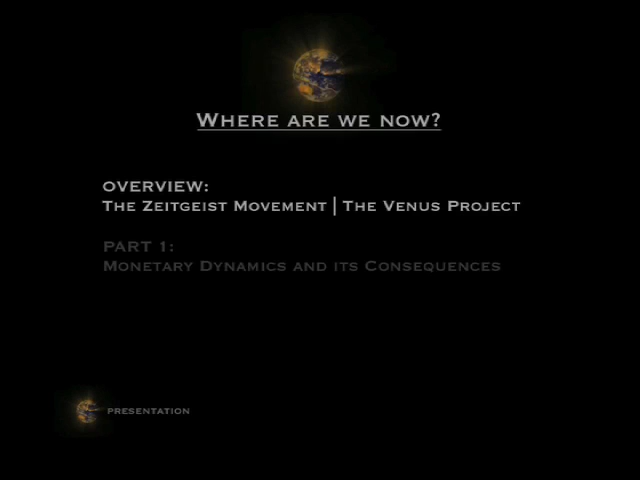 WHERE ARE WE NOW?
OVERVIEW:
THE ZEITGEIST MOVEMENT | THE VENUS PROJECT
PART 1:
MONETARY DYNAMICS AND ITS CONSEQUENCES
PRESENTATION